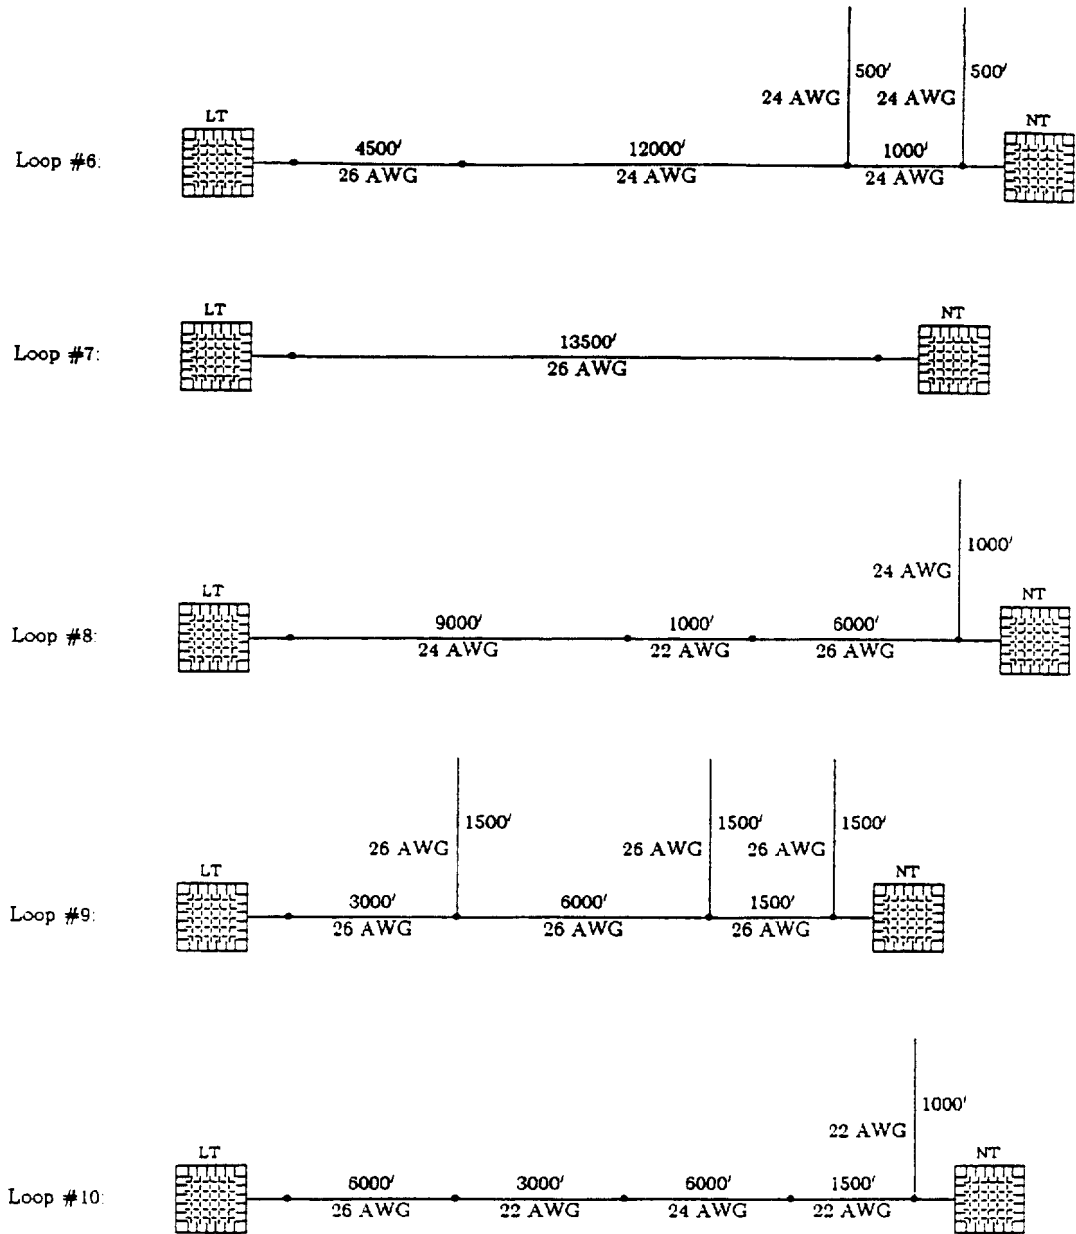 500′ 500′
24 AWG 24 AWG
LT NT
Loop #6: 4500′ 12000′ 1000′
26 AWG 24 AWG 24 AWG
LT NT
Loop #7: 13500′
26 AWG
1000′
24 AWG
LT NT
Loop #8: 9000′ 1000′ 6000′
24 AWG 22 AWG 26 AWG
1500′ 1500′ 1500′
26 AWG 26 AWG 26 AWG
LT NT
Loop #9: 3000′ 6000′ 1500′
26 AWG 26 AWG 26 AWG
1000′
22 AWG
LT NT
Loop #10: 6000′ 3000′ 6000′ 1500′
26 AWG 22 AWG 24 AWG 22 AWG